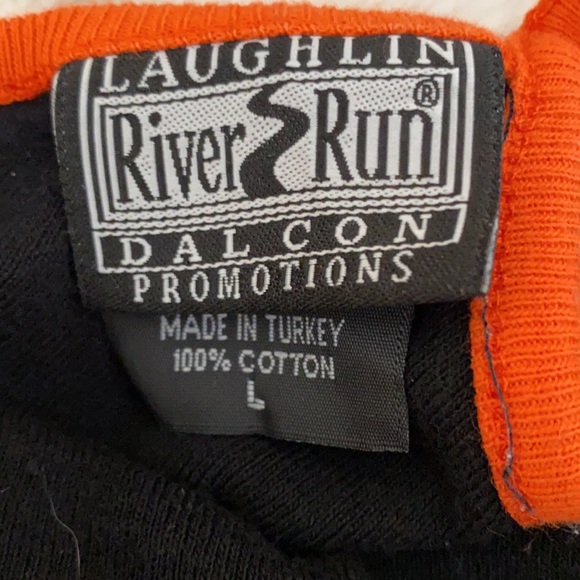 LAUGHLIN
River Run®
DALCON
PROMOTIONS
MADE IN TURKEY
100% COTTON
L